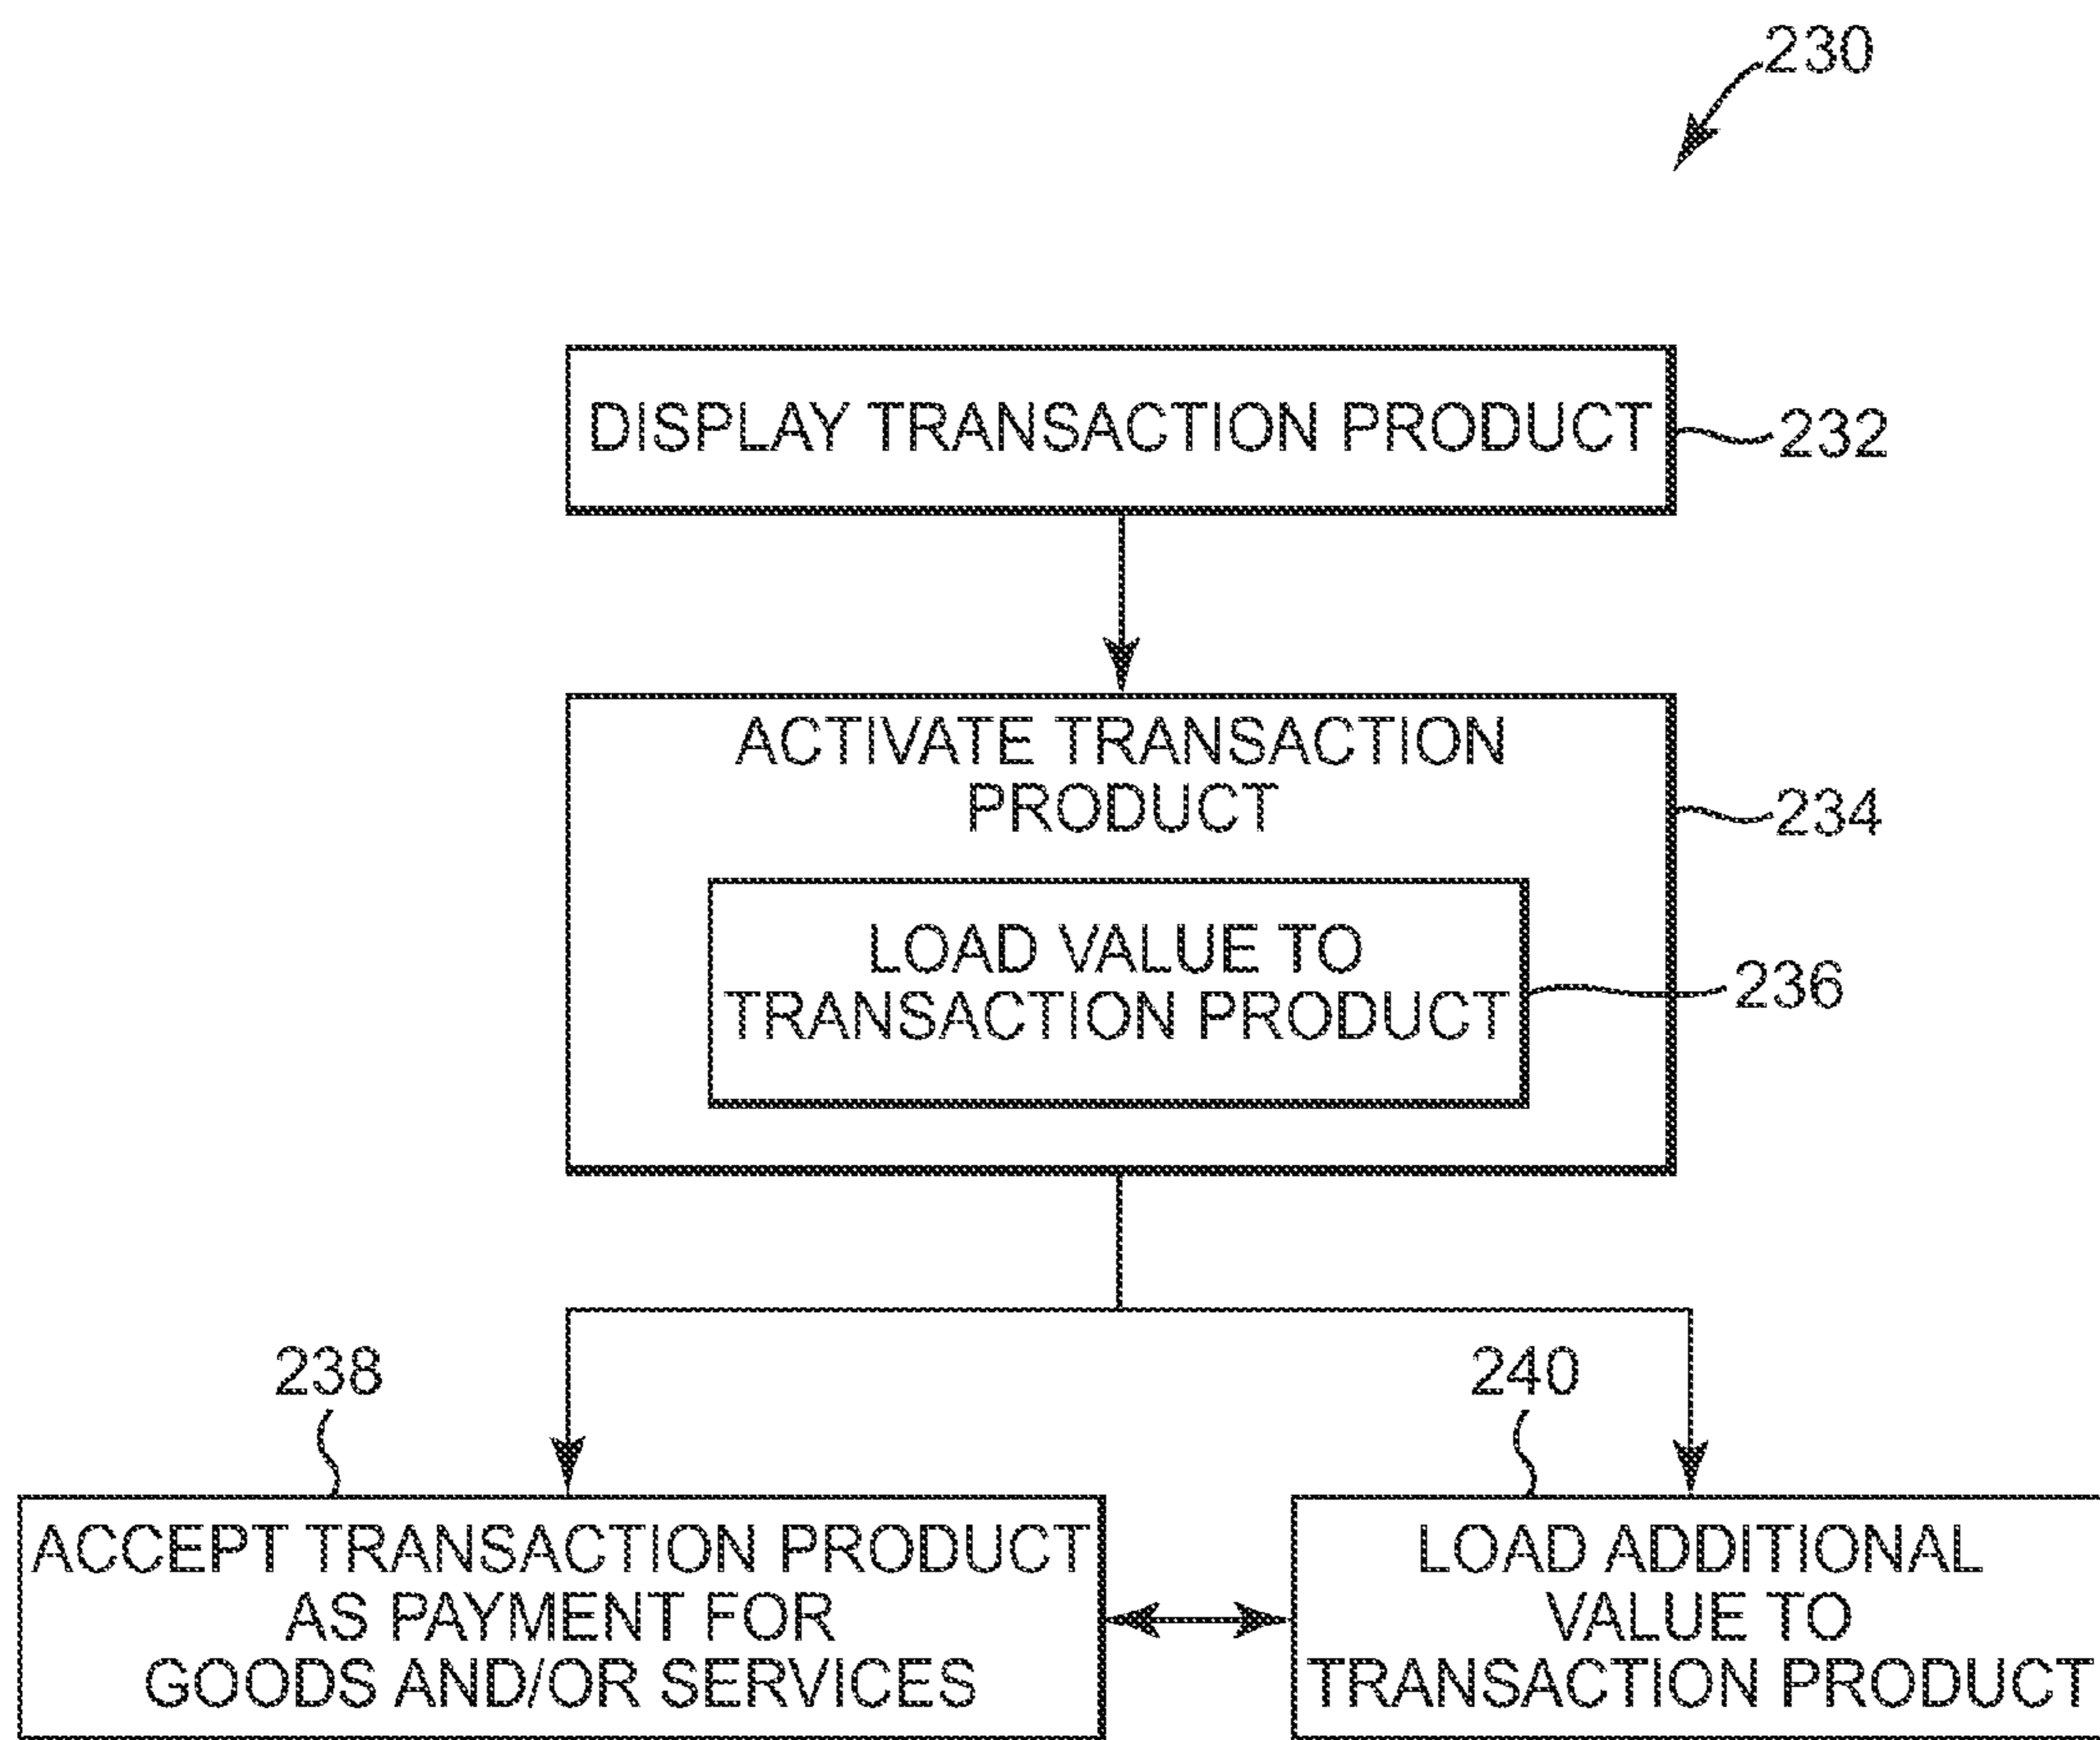 230
DISPLAY TRANSACTION PRODUCT
232
ACTIVATE TRANSACTION
PRODUCT
234
LOAD VALUE TO
TRANSACTION PRODUCT
236
238
240
ACCEPT TRANSACTION PRODUCT
AS PAYMENT FOR
GOODS AND/OR SERVICES
LOAD ADDITIONAL
VALUE TO
TRANSACTION PRODUCT